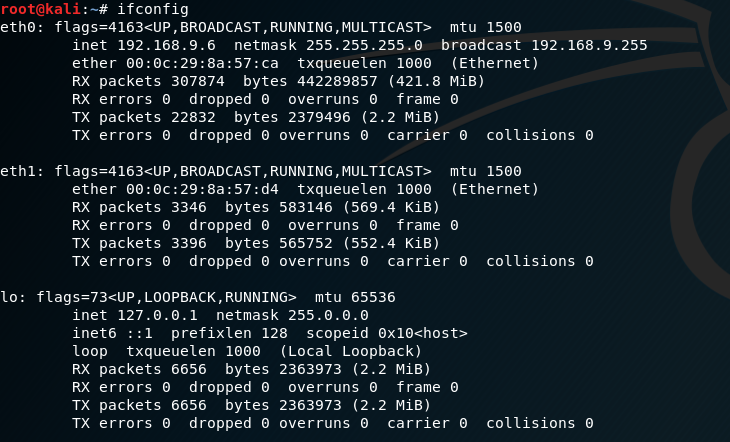 root@kali:~# ifconfig
eth0: flags=4163<UP,BROADCAST,RUNNING,MULTICAST>  mtu 1500
        inet 192.168.9.6  netmask 255.255.255.0  broadcast 192.168.9.255
        ether 00:0c:29:8a:57:ca  txqueuelen 1000  (Ethernet)
        RX packets 307874  bytes 442289857 (421.8 MiB)
        RX errors 0  dropped 0  overruns 0  frame 0
        TX packets 22832  bytes 2379496 (2.2 MiB)
        TX errors 0  dropped 0 overruns 0  carrier 0  collisions 0

eth1: flags=4163<UP,BROADCAST,RUNNING,MULTICAST>  mtu 1500
        ether 00:0c:29:8a:57:d4  txqueuelen 1000  (Ethernet)
        RX packets 3346  bytes 583146 (569.4 KiB)
        RX errors 0  dropped 0  overruns 0  frame 0
        TX packets 3396  bytes 565752 (552.4 KiB)
        TX errors 0  dropped 0 overruns 0  carrier 0  collisions 0

lo: flags=73<UP,LOOPBACK,RUNNING>  mtu 65536
        inet 127.0.0.1  netmask 255.0.0.0
        inet6 ::1  prefixlen 128  scopeid 0x10<host>
        loop  txqueuelen 1000  (Local Loopback)
        RX packets 6656  bytes 2363973 (2.2 MiB)
        RX errors 0  dropped 0  overruns 0  frame 0
        TX packets 6656  bytes 2363973 (2.2 MiB)
        TX errors 0  dropped 0 overruns 0  carrier 0  collisions 0